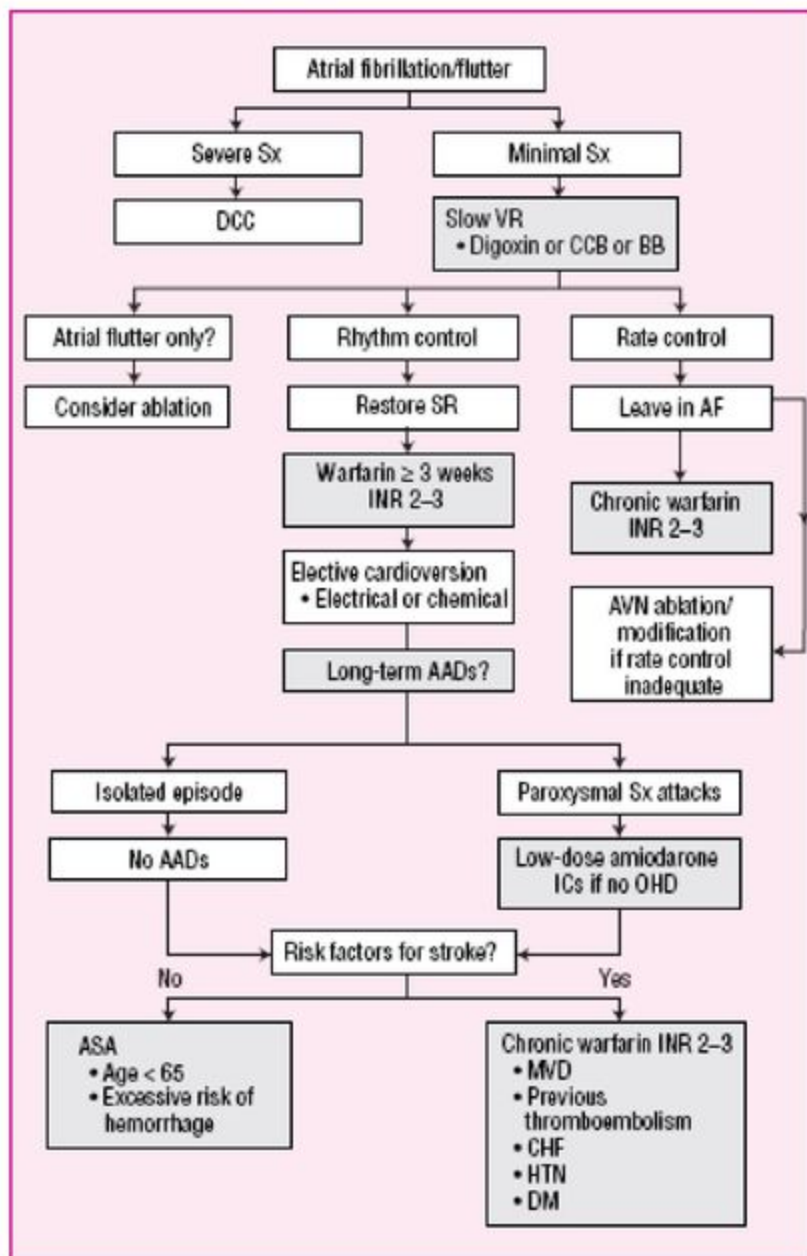 Atrial fibrillation/flutter
Severe Sx
Minimal Sx
DCC
Slow VR
• Digoxin or CCB or BB
Atrial flutter only?
Rhythm control
Rate control
Consider ablation
Restore SR
Leave in AF
Warfarin ≥ 3 weeks
INR 2–3
Chronic warfarin
INR 2–3
Elective cardioversion
• Electrical or chemical
AVN ablation/
modification
if rate control
inadequate
Long-term AADs?
Isolated episode
Paroxysmal Sx attacks
No AADs
Low-dose amiodarone
ICs if no OHD
Risk factors for stroke?
No
Yes
ASA
• Age < 65
• Excessive risk of
hemorrhage
Chronic warfarin INR 2–3
• MVD
• Previous
thromboembolism
• CHF
• HTN
• DM